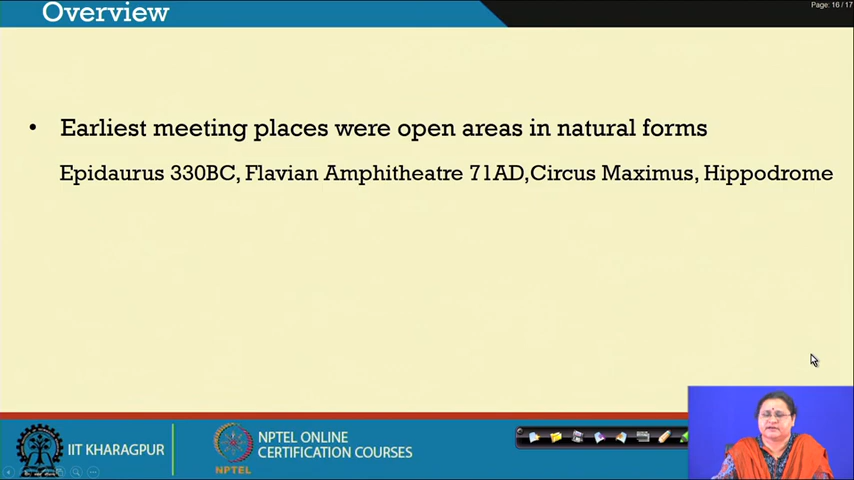 Page: 16 / 17
Overview
• Earliest meeting places were open areas in natural forms
Epidaurus 330BC, Flavian Amphitheatre 71AD,Circus Maximus, Hippodrome
IIT KHARAGPUR
NPTEL
NPTEL ONLINE
CERTIFICATION COURSES